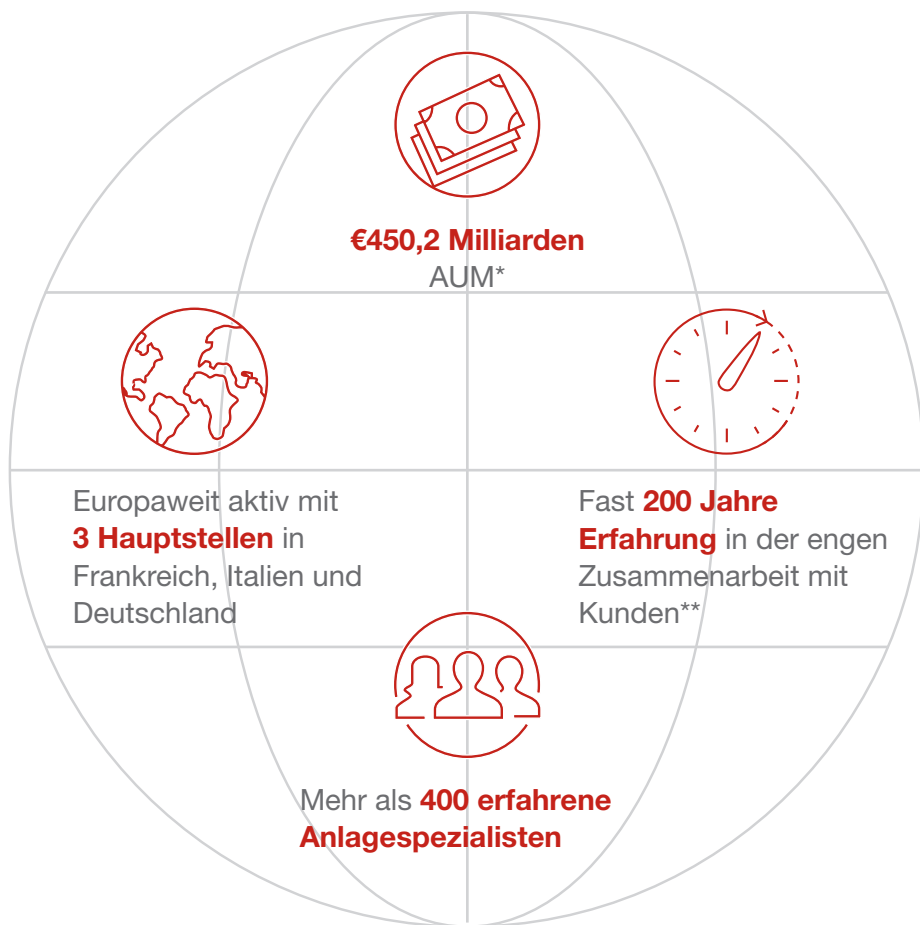 €450,2 Milliarden
AUM*
Europaweit aktiv mit
3 Hauptstellen in
Frankreich, Italien und
Deutschland
Fast 200 Jahre
Erfahrung in der engen
Zusammenarbeit mit
Kunden**
Mehr als 400 erfahrene
Anlagespezialisten